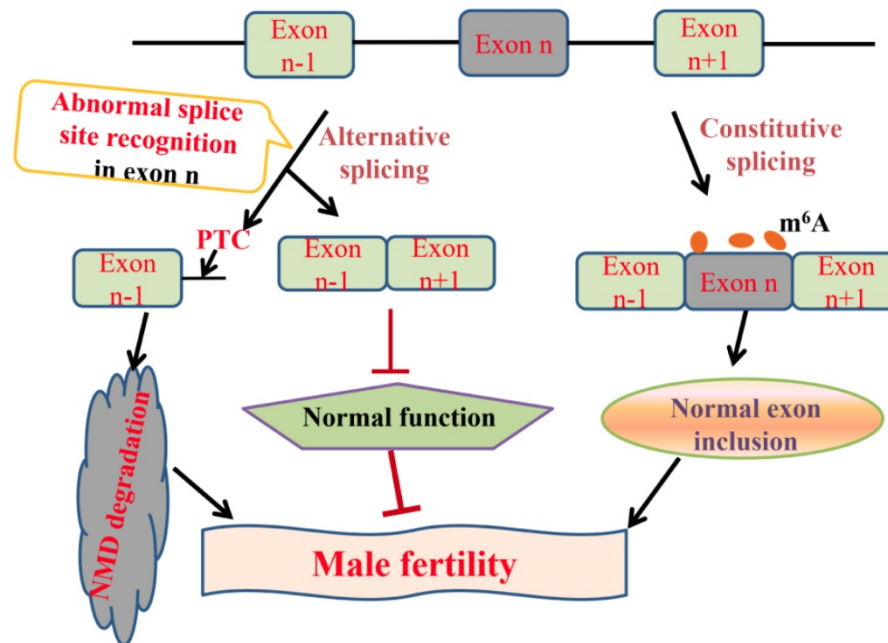 Exon
n-1
Exon n
Exon
n+1
Abnormal splice
site recognition
in exon n
Alternative
splicing
Constitutive
splicing
PTC
m⁶A
Exon
n-1
Exon
n-1
Exon
n+1
Exon
n-1
Exon n
Exon
n+1
NMD degradation
Normal function
Normal exon
inclusion
Male fertility